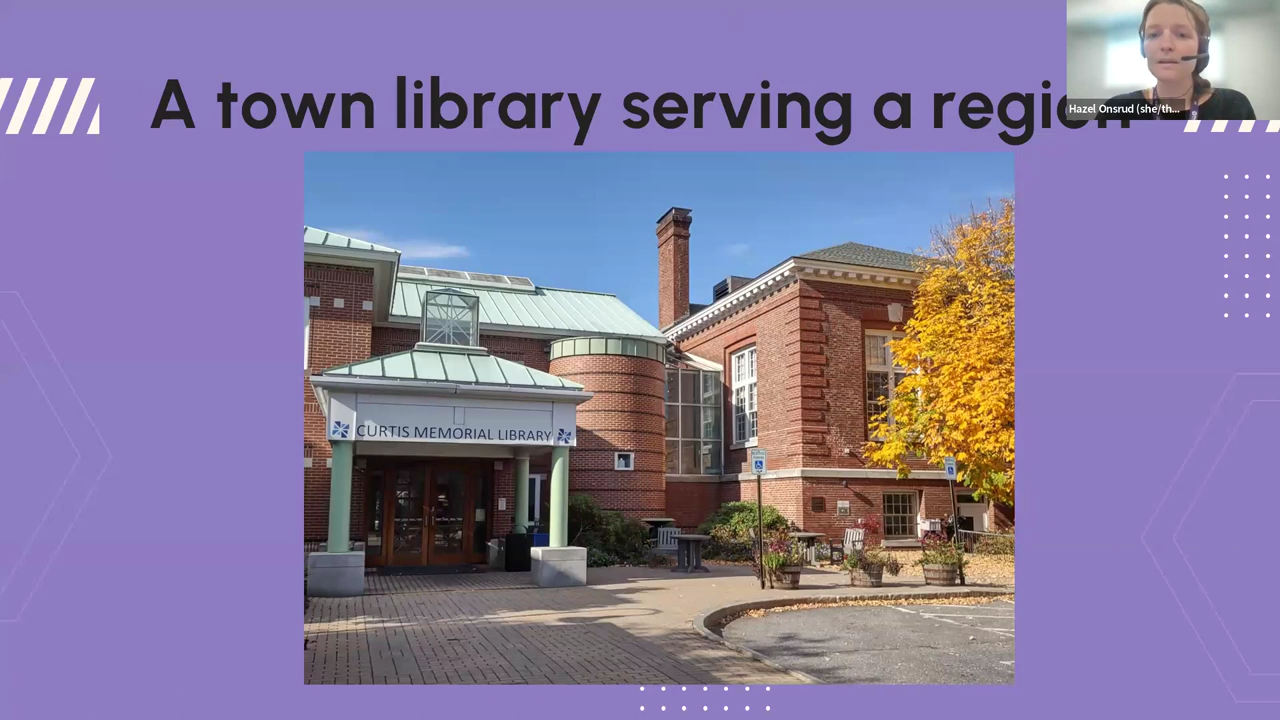 A town library serving a region
Hazel Onsrud (she/th...
CURTIS MEMORIAL LIBRARY